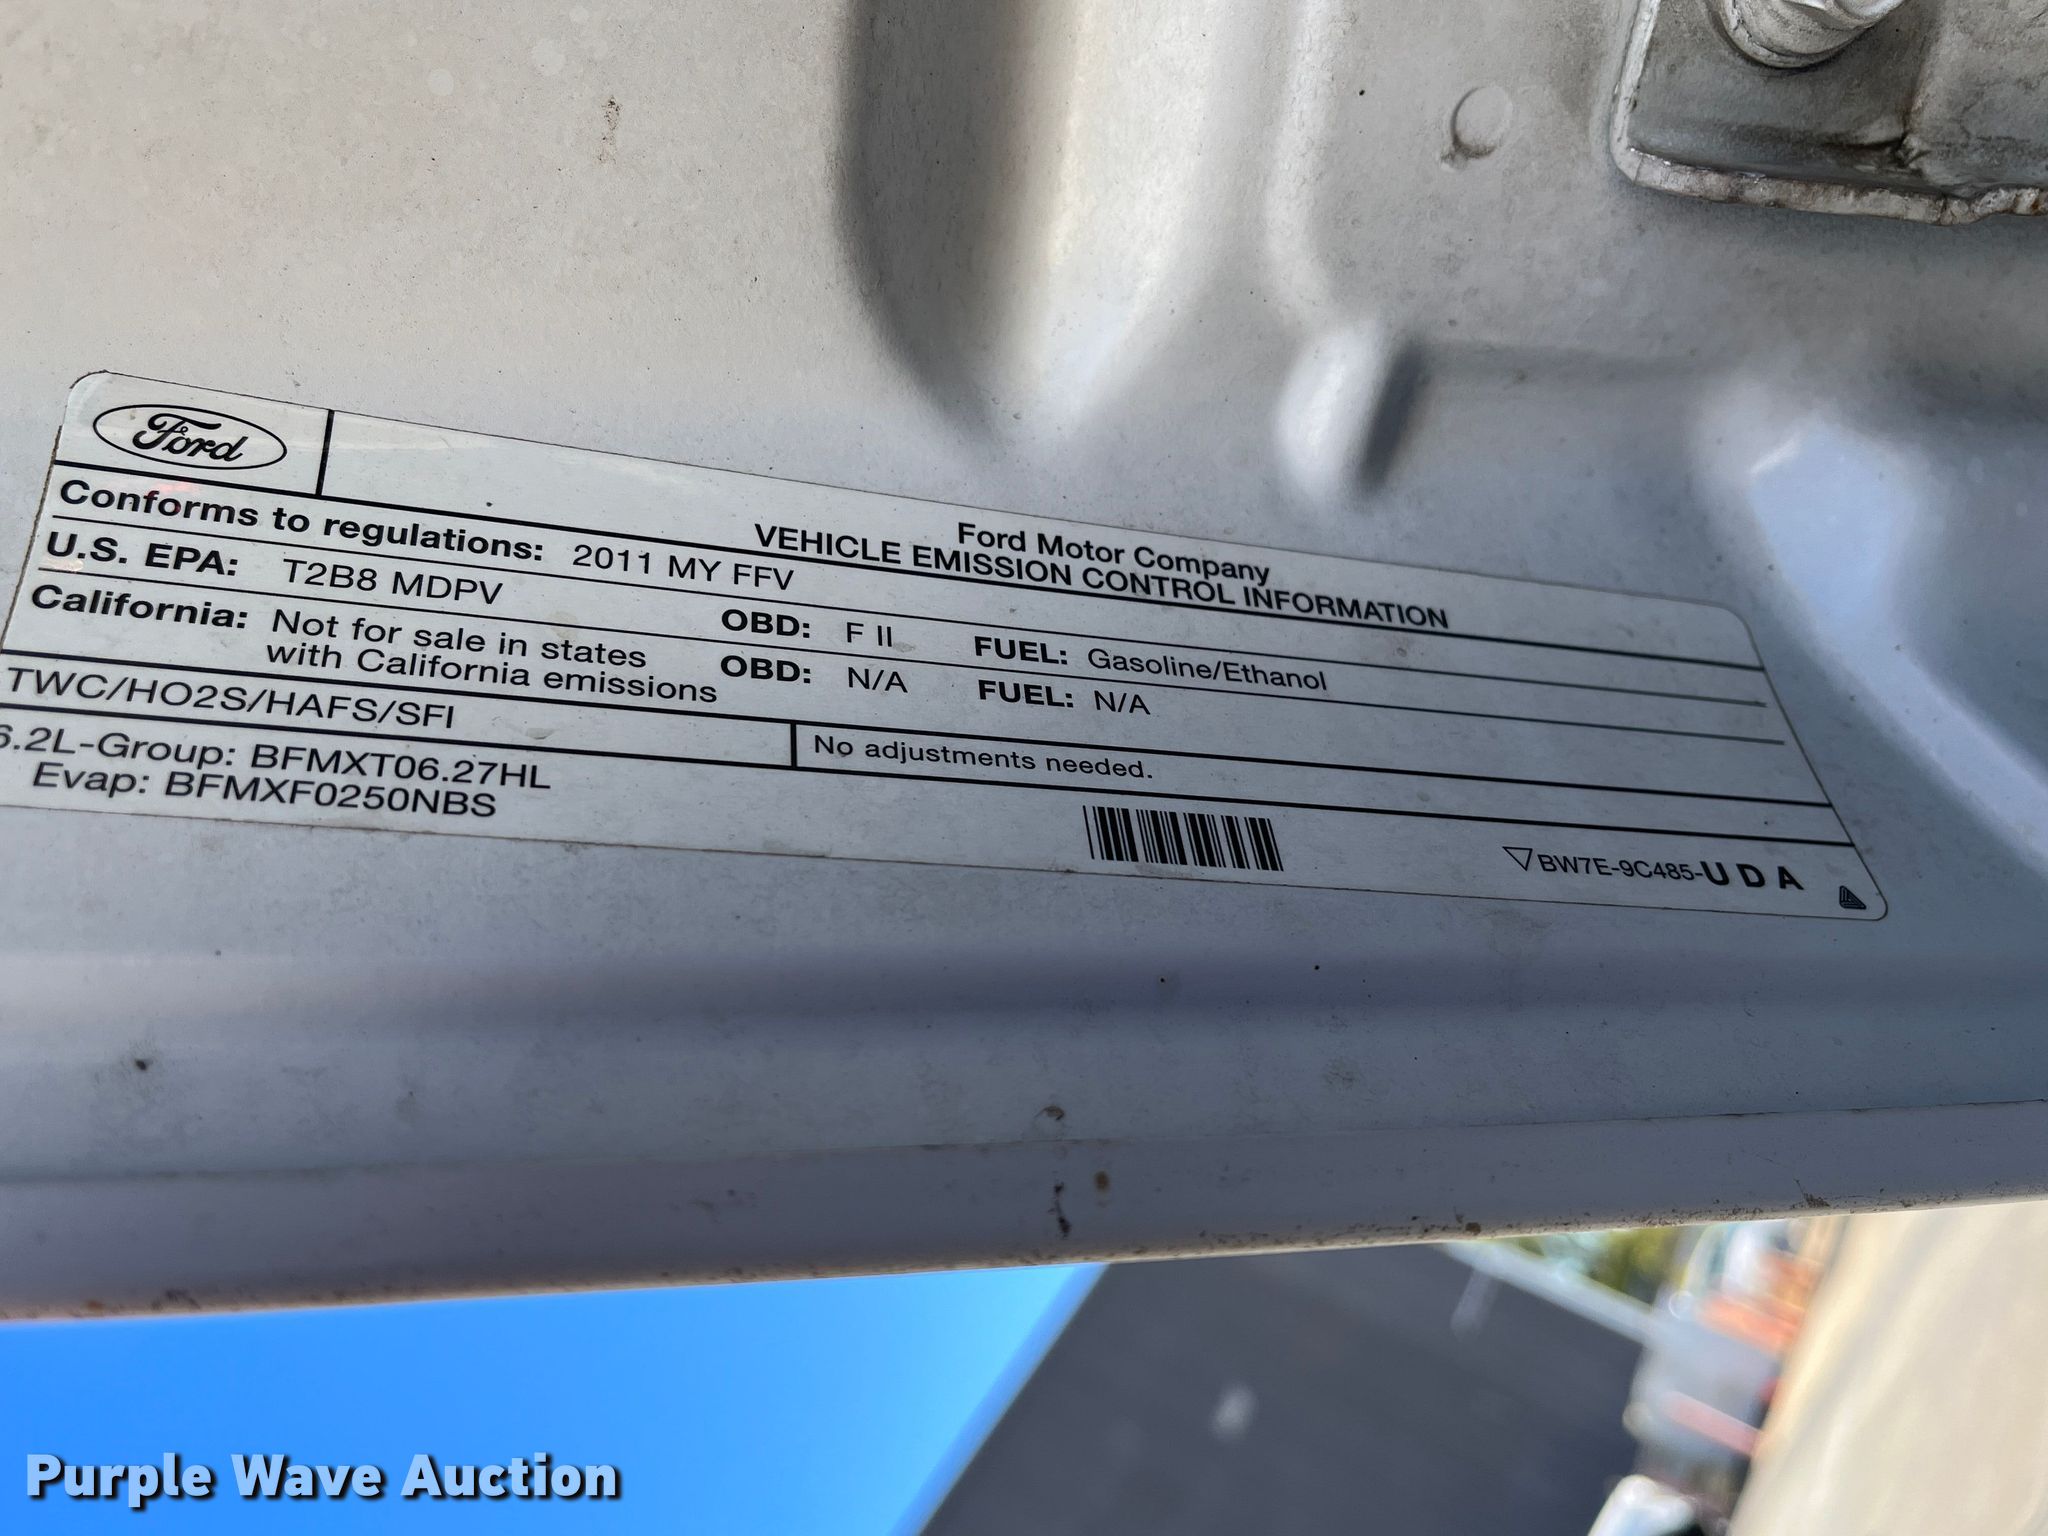 Ford
Ford Motor Company
VEHICLE EMISSION CONTROL INFORMATION
Conforms to regulations: 2011 MY FFV
U.S. EPA: T2B8 MDPV OBD: F II FUEL: Gasoline/Ethanol
California: Not for sale in states with California emissions OBD: N/A FUEL: N/A
TWC/HO2S/HAFS/SFI
No adjustments needed.
6.2L-Group: BFMXT06.27HL
Evap: BFMXF0250NBS
BW7E-9C485-U D A
Purple Wave Auction